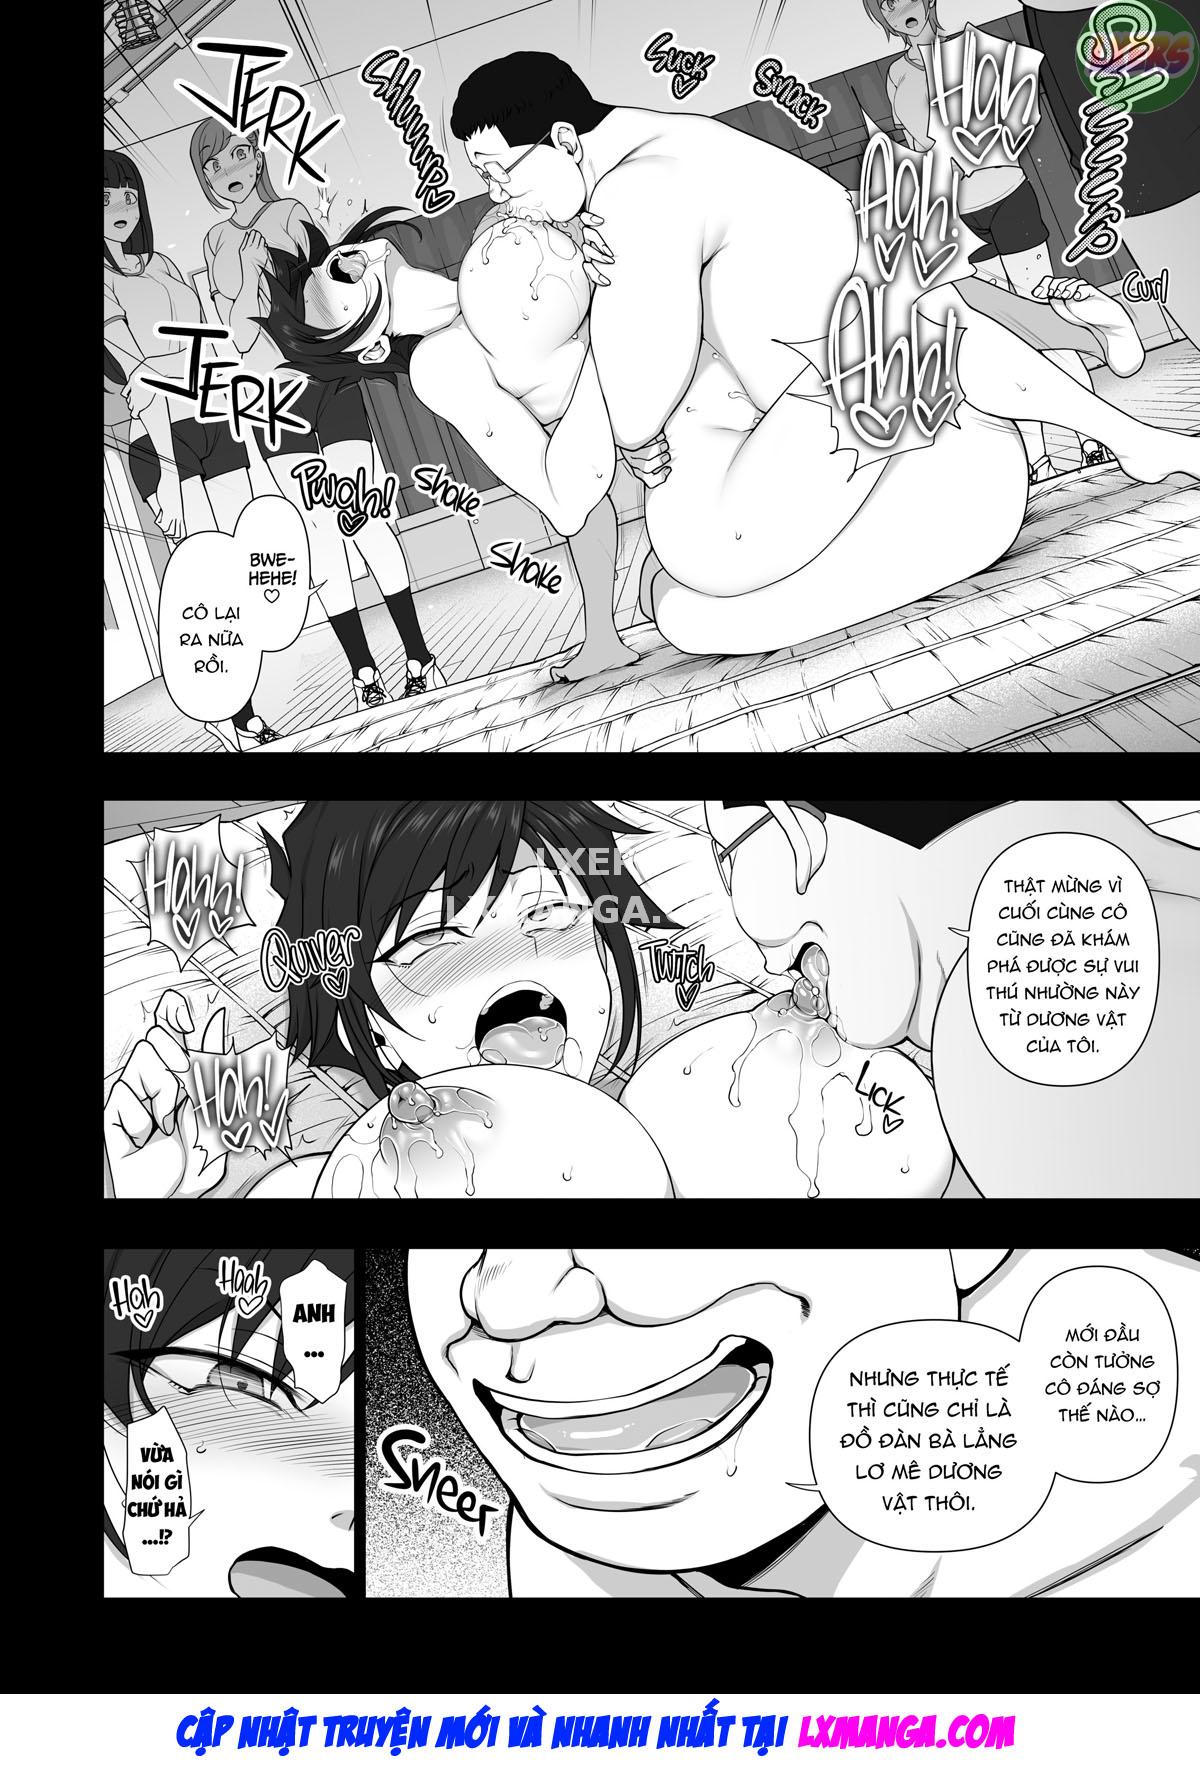 JERK
JERK
SHLUUURP
SUCK
SMACK
HAH
AAH!
AHH!
CURL
PWAH!
SHAKE
SHAKE
BWE-
HEHE!
CÔ LẠI
RA NỮA
RỒI.
THẬT MỪNG VÌ
CUỐI CÙNG CÔ
CŨNG ĐÃ KHÁM
PHÁ ĐƯỢC SỰ VUI
THÚ NHƯỜNG NÀY
TỪ DƯƠNG VẬT
CỦA TÔI.
HAHH!
QUIVER
TWITCH
HAH!
LICK
MỚI ĐẦU
CÒN TƯỞNG
CÔ ĐÁNG SỢ
THẾ NÀO...
NHƯNG THỰC TẾ
THÌ CŨNG CHỈ LÀ
ĐỒ ĐÀN BÀ LẲNG
LƠ MÊ DƯƠNG
VẬT THÔI.
SNEER
HAAH
HAH
ANH
...
VỪA
NÓI GÌ
CHỨ HẢ
...!?
CẬP NHẬT TRUYỆN MỚI VÀ NHANH NHẤT TẠI LXMANGA.COM